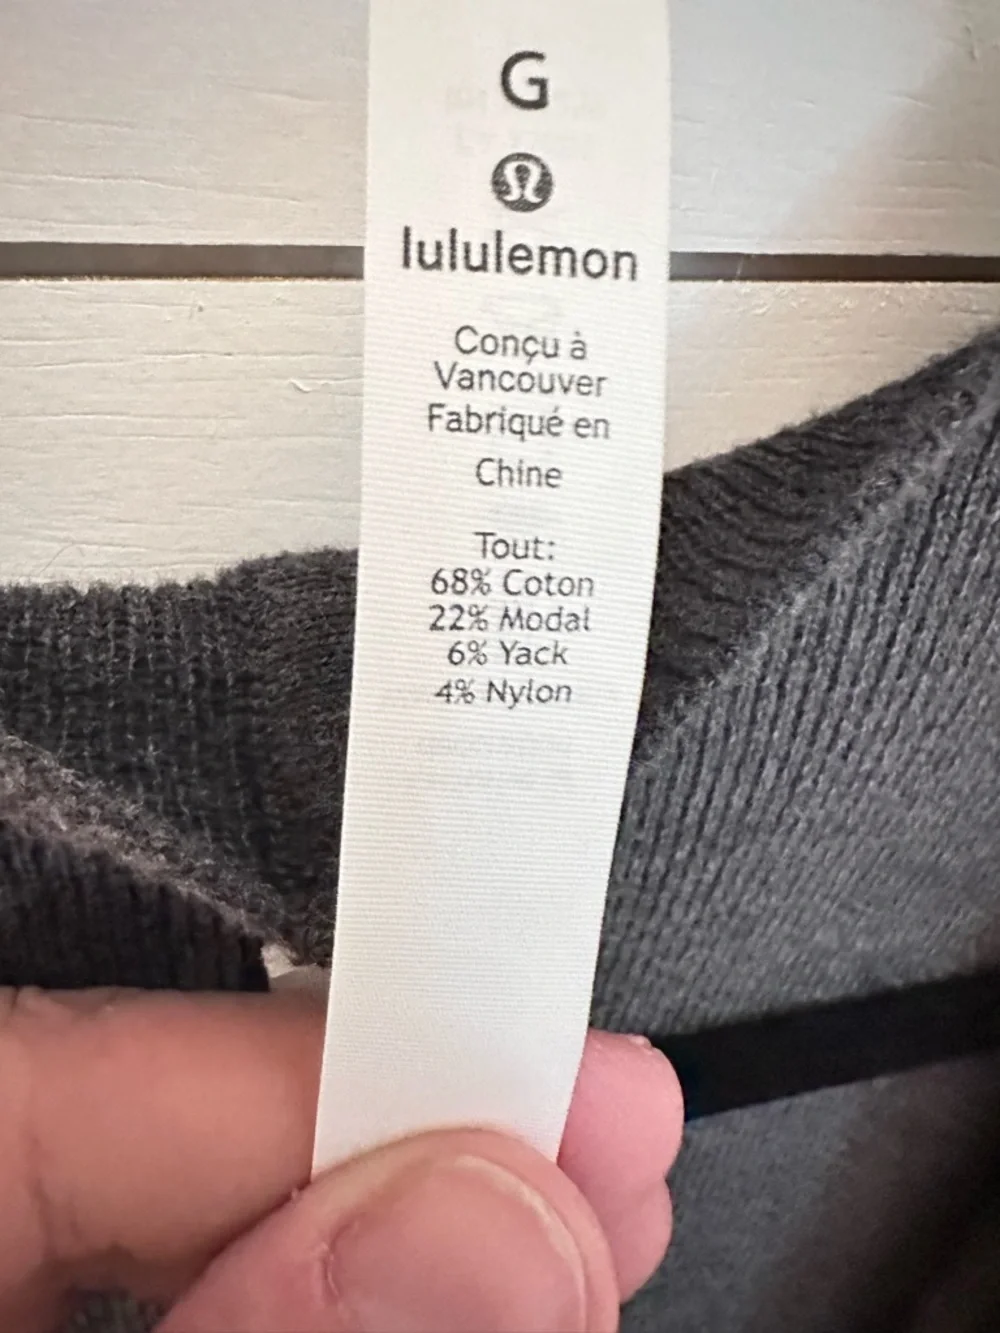 G
lululemon
Conçu à
Vancouver
Fabriqué en
Chine
Tout:
68% Coton
22% Modal
6% Yack
4% Nylon